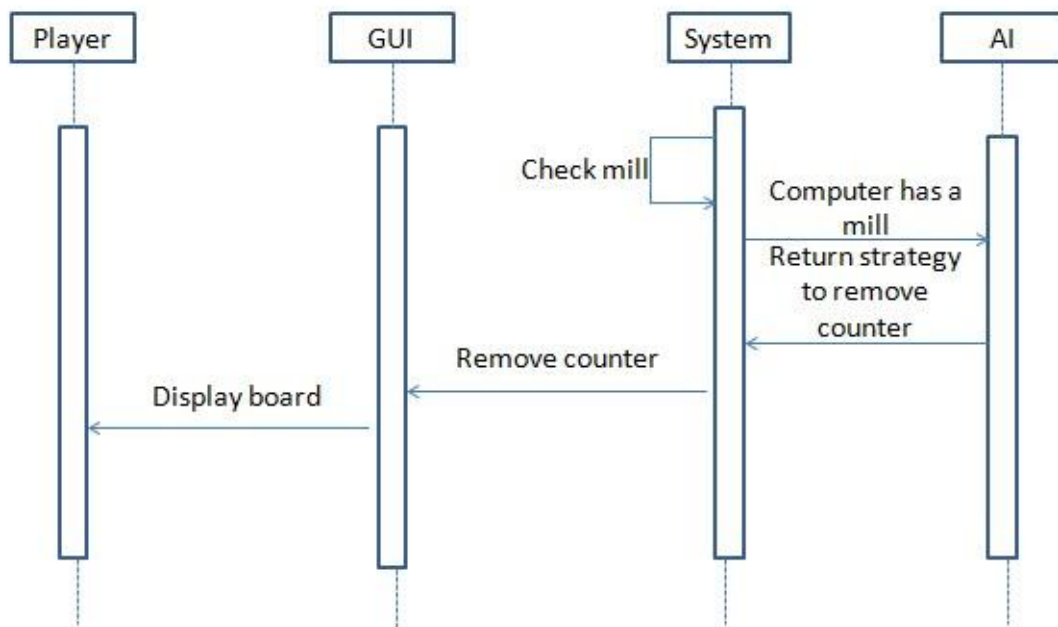 Player
GUI
System
AI
Check mill
Computer has a
mill
Return strategy
to remove
counter
Remove counter
Display board